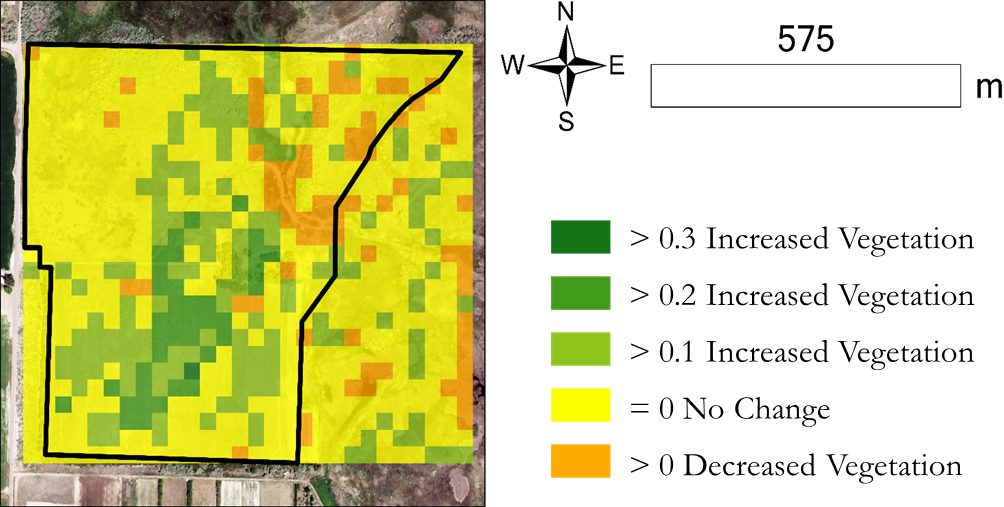 N
W E
S
575
m
> 0.3 Increased Vegetation
> 0.2 Increased Vegetation
> 0.1 Increased Vegetation
= 0 No Change
> 0 Decreased Vegetation